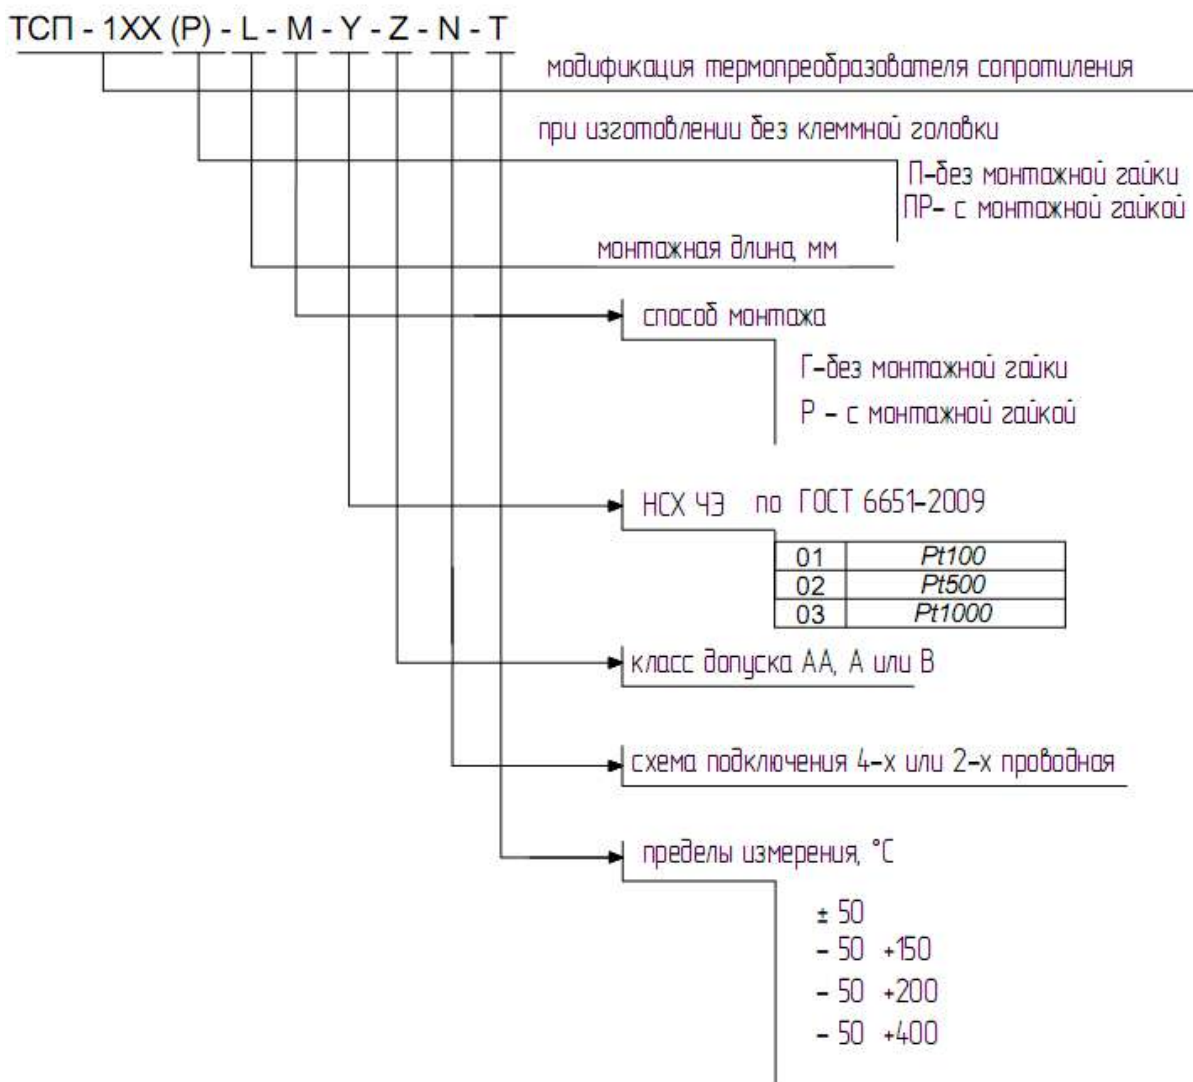 ТСП - 1XX (P) - L - M - Y - Z - N - T
модификация термопреобразователя сопротиления
при изготовлении без клеммной головки
П-без монтажной гайки
ПР- с монтажной гайкой
монтажная длина, мм
способ монтажа
Г-без монтажной гайки
Р - с монтажной гайкой
НСХ ЧЭ по ГОСТ 6651-2009
01 Pt100
02 Pt500
03 Pt1000
класс допуска АА, А или В
схема подключения 4-х или 2-х проводная
пределы измерения, °С
± 50
- 50 +150
- 50 +200
- 50 +400